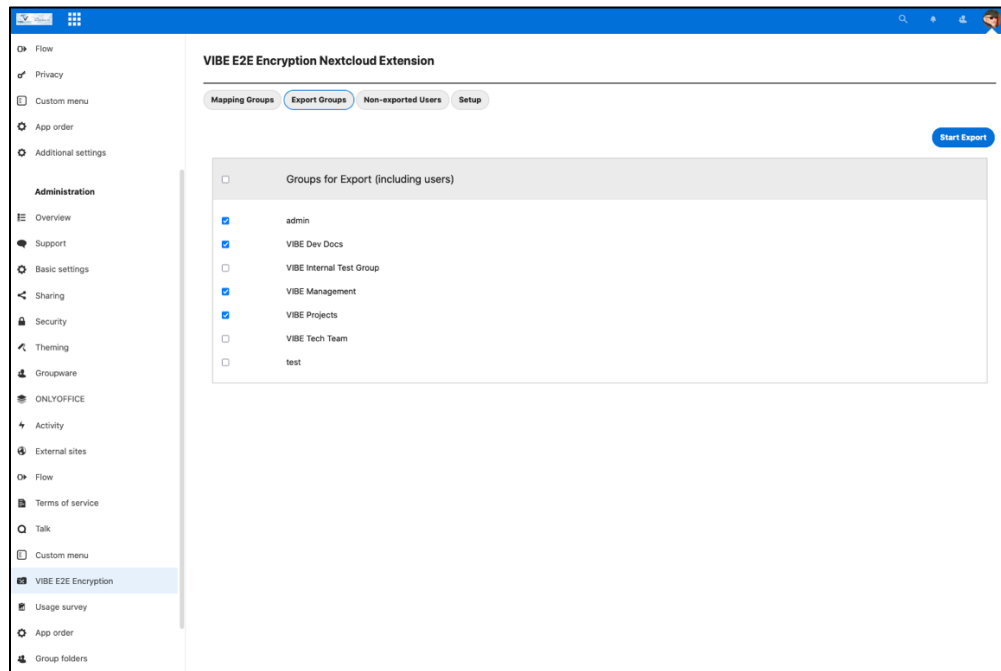 Flow
Privacy
Custom menu
App order
Additional settings
Administration
Overview
Support
Basic settings
Sharing
Security
Theming
Groupware
ONLYOFFICE
Activity
External sites
Flow
Terms of service
Talk
Custom menu
VIBE E2E Encryption
Usage survey
App order
Group folders
VIBE E2E Encryption Nextcloud Extension
Mapping Groups Export Groups Non-exported Users Setup
Start Export
Groups for Export (including users)
admin
VIBE Dev Docs
VIBE Internal Test Group
VIBE Management
VIBE Projects
VIBE Tech Team
test